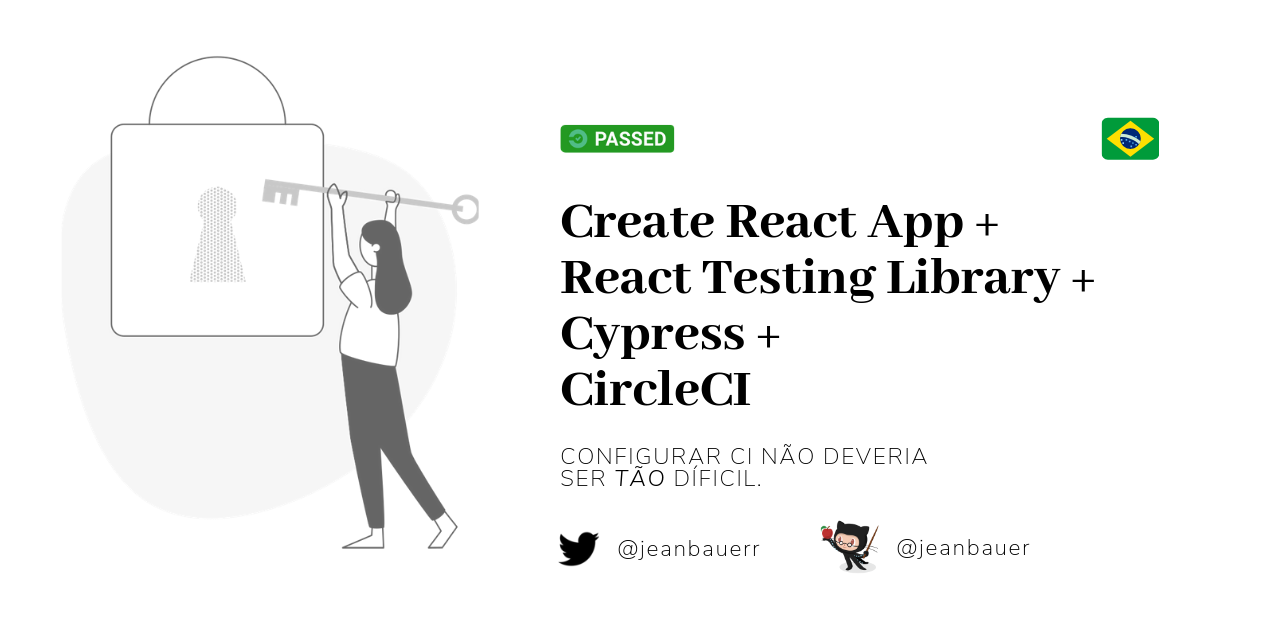 PASSED
Create React App +
React Testing Library +
Cypress +
CircleCI
CONFIGURAR CI NÃO DEVERIA
SER TÃO DÍFICIL.
@jeanbauerr
@jeanbauer